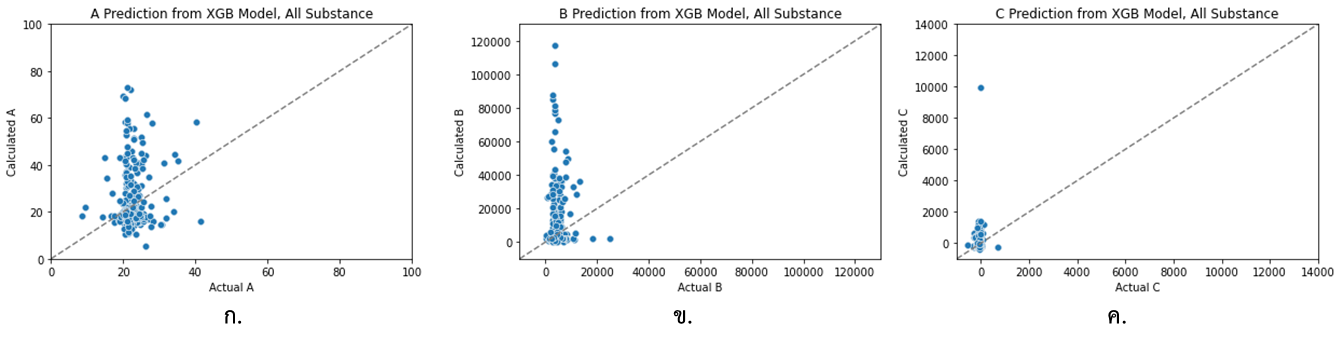 A Prediction from XGB Model, All Substance
100
80
60
40
20
0
Calculated A
0 20 40 60 80 100
Actual A
ก.
B Prediction from XGB Model, All Substance
120000
100000
80000
60000
40000
20000
0
Calculated B
0 20000 40000 60000 80000 100000 120000
Actual B
ข.
C Prediction from XGB Model, All Substance
14000
12000
10000
8000
6000
4000
2000
0
Calculated C
0 2000 4000 6000 8000 10000 12000 14000
Actual C
ค.